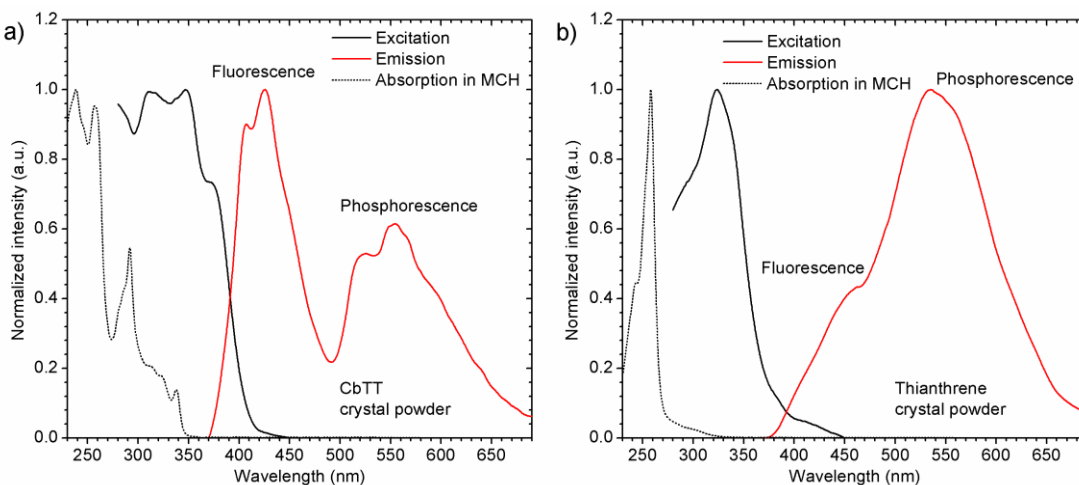 a)
Excitation
Emission
Absorption in MCH
Fluorescence
Phosphorescence
CbTT
crystal powder
Normalized intensity (a.u.)
1.2
1.0
0.8
0.6
0.4
0.2
0.0
250 300 350 400 450 500 550 600 650
Wavelength (nm)
b)
Excitation
Emission
Absorption in MCH
Phosphorescence
Fluorescence
Thianthrene
crystal powder
Normalized intensity (a.u.)
1.2
1.0
0.8
0.6
0.4
0.2
0.0
250 300 350 400 450 500 550 600 650
Wavelength (nm)